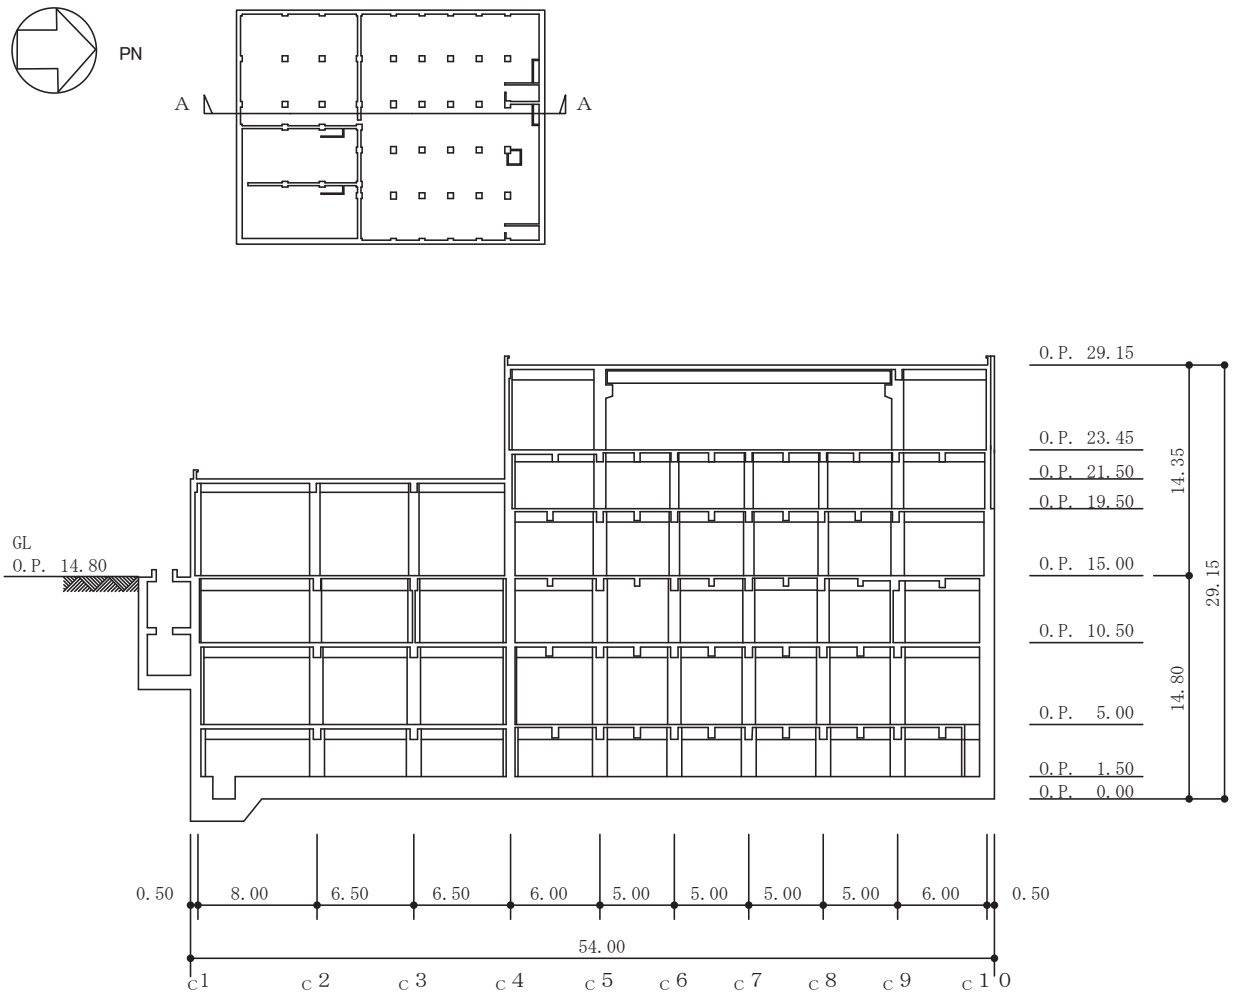 PN
A A
O.P. 29.15
O.P. 23.45
O.P. 21.50
O.P. 19.50
14.35
GL
O.P. 14.80
O.P. 15.00
29.15
O.P. 10.50
14.80
O.P. 5.00
O.P. 1.50
O.P. 0.00
0.50 8.00 6.50 6.50 6.00 5.00 5.00 5.00 5.00 6.00 0.50
54.00
C1 C2 C3 C4 C5 C6 C7 C8 C9 C10